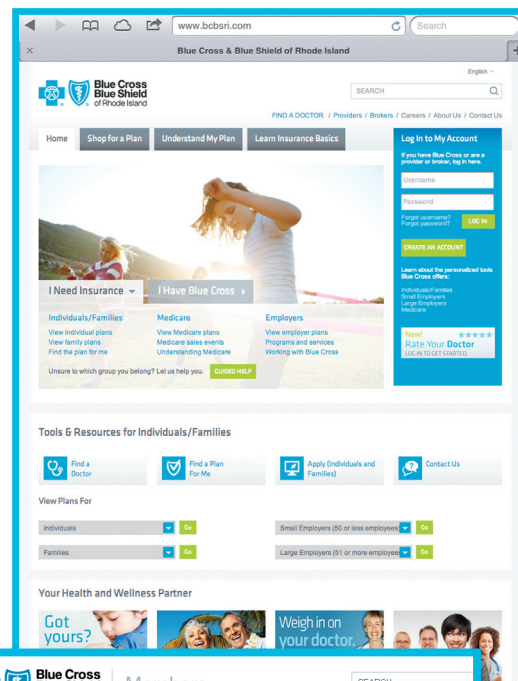 www.bcbsri.com
Search
Blue Cross & Blue Shield of Rhode Island
English
Blue Cross
Blue Shield
of Rhode Island
SEARCH
FIND A DOCTOR / Providers / Brokers / Careers / About Us / Contact Us
Home
Shop for a Plan
Understand My Plan
Learn Insurance Basics
Log In to My Account
If you have Blue Cross or are a
provider or broker, log in here.
Username
Password
Forgot username?
Forgot password?
LOG IN
CREATE AN ACCOUNT
Learn about the personalized tools
Blue Cross offers:
Individuals/Families
Small Employers
Large Employers
Medicare
New!
Rate Your Doctor
LOG IN TO GET STARTED.
I Need Insurance
I Have Blue Cross
Individuals/Families
View individual plans
View family plans
Find the plan for me
Medicare
View Medicare plans
Medicare sales events
Understanding Medicare
Employers
View employer plans
Programs and services
Working with Blue Cross
Unsure to which group you belong? Let us help you.
GUIDED HELP
Tools & Resources for Individuals/Families
Find a
Doctor
Find a Plan
For Me
Apply (Individuals and
Families)
Contact Us
View Plans For
Individuals
Go
Small Employers (50 or less employees)
Go
Families
Go
Large Employers (51 or more employees
Go
Your Health and Wellness Partner
Got
yours?
Weigh in on
your doctor.
Blue Cross
SEARCH